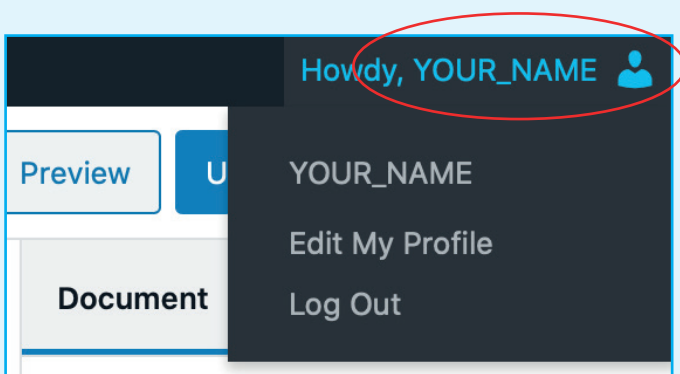 Howdy, YOUR_NAME
Preview
U
YOUR_NAME
Edit My Profile
Document
Log Out